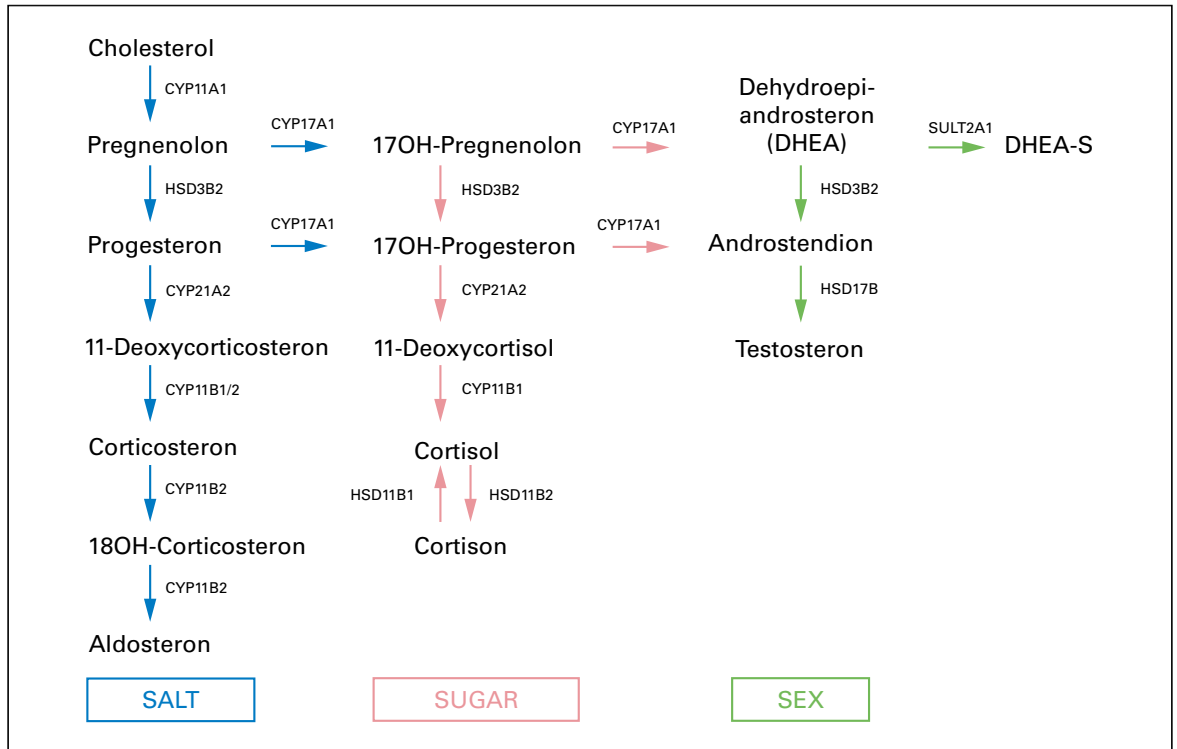 Cholesterol
CYP11A1
Dehydroepi-
androsteron
(DHEA)
CYP17A1
CYP17A1
SULT2A1
Pregnenolon
17OH-Pregnenolon
DHEA-S
HSD3B2
HSD3B2
HSD3B2
CYP17A1
CYP17A1
Progesteron
17OH-Progesteron
Androstendion
CYP21A2
CYP21A2
HSD17B
11-Deoxycorticosteron
11-Deoxycortisol
Testosteron
CYP11B1/2
CYP11B1
Corticosteron
Cortisol
CYP11B2
HSD11B1
HSD11B2
18OH-Corticosteron
Cortison
CYP11B2
Aldosteron
SALT
SUGAR
SEX